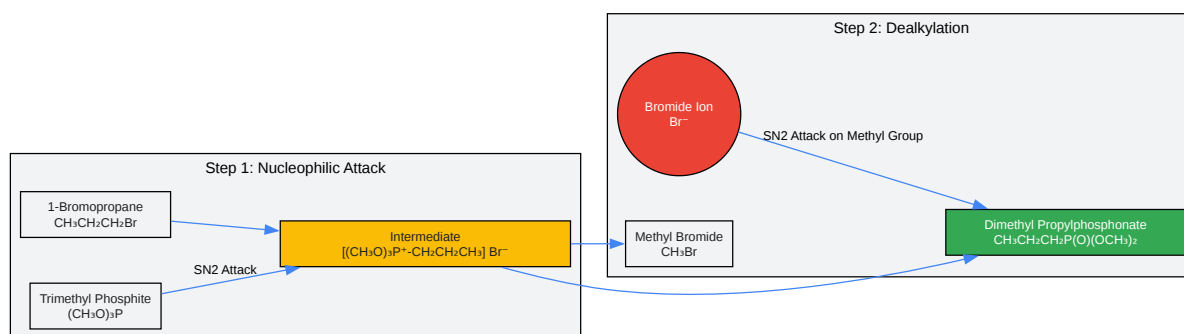 Step 1: Nucleophilic Attack
1-Bromopropane
CH₃CH₂CH₂Br
SN2 Attack
Trimethyl Phosphite
(CH₃O)₃P
Intermediate
[(CH₃O)₃P⁺-CH₂CH₂CH₃] Br⁻
Step 2: Dealkylation
Bromide Ion
Br⁻
SN2 Attack on Methyl Group
Methyl Bromide
CH₃Br
Dimethyl Propylphosphonate
CH₃CH₂CH₂P(O)(OCH₃)₂